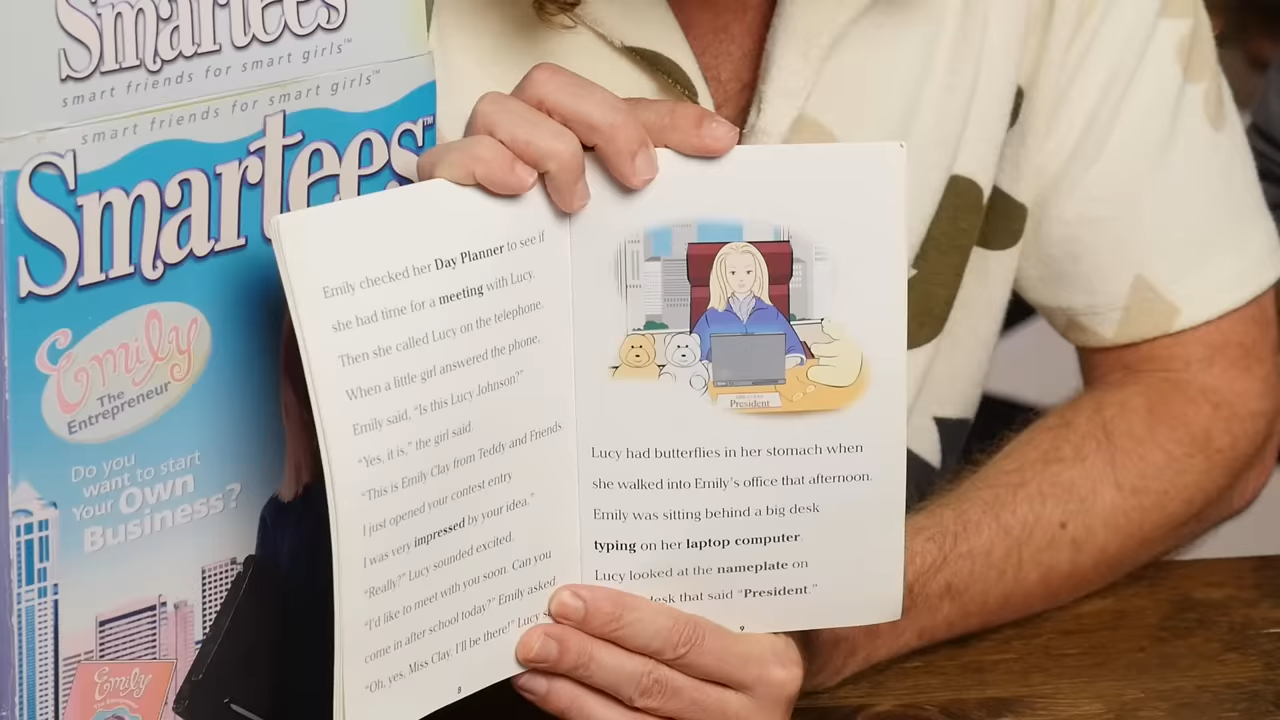 Smartees
smart friends for smart girls™
smart friends for smart girls™
Smartees™
Emily
The
Entrepreneur
Do you
want to start
Your Own
Business?
Emily
Emily checked her Day Planner to see if
she had time for a meeting with Lucy.
Then she called Lucy on the telephone.
When a little girl answered the phone,
Emily said, "Is this Lucy Johnson?"
"Yes, it is," the girl said.
"This is Emily Clay from Teddy and Friends.
I just opened your contest entry
I was very impressed by your idea."
"Really?" Lucy sounded excited.
"I'd like to meet with you soon. Can you
come in after school today?" Emily asked.
"Oh, yes, Miss Clay. I'll be there!" Lucy
8
President
Lucy had butterflies in her stomach when
she walked into Emily's office that afternoon.
Emily was sitting behind a big desk
typing on her laptop computer.
Lucy looked at the nameplate on
desk that said "President."
9